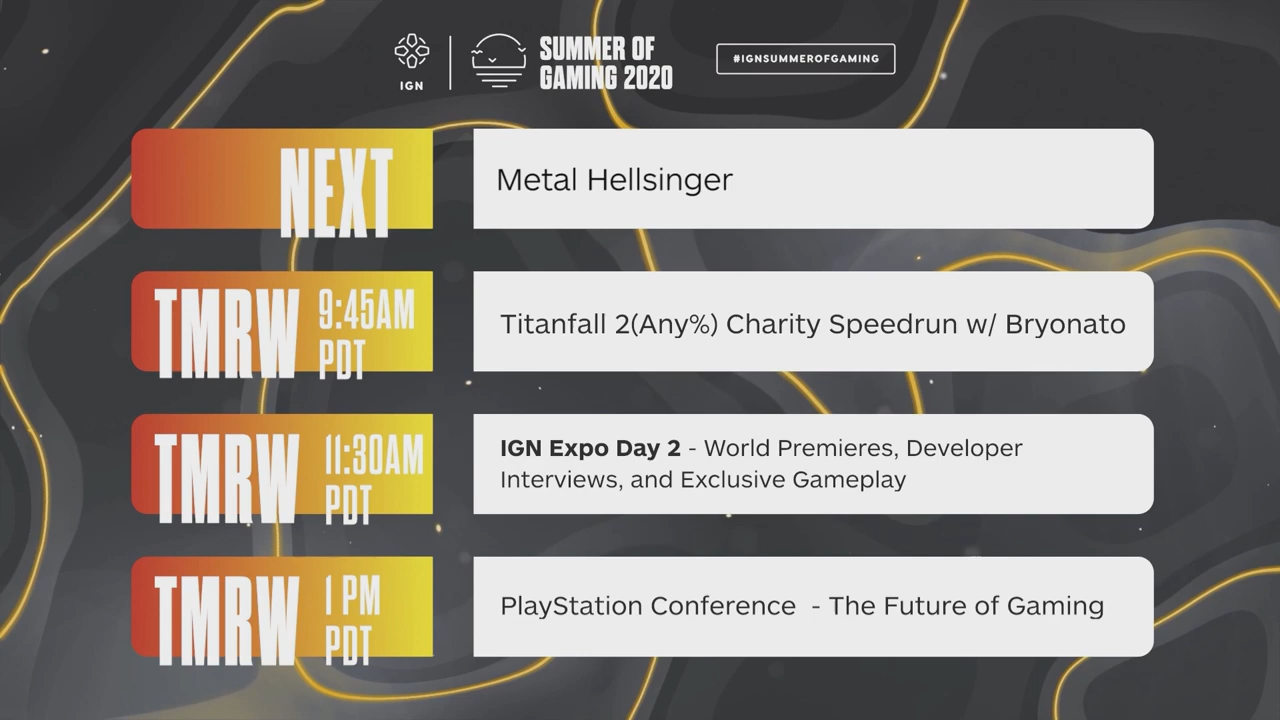 IGN
SUMMER OF
GAMING 2020
#IGNSUMMEROFGAMING
NEXT
Metal Hellsinger
TMRW 9:45AM PDT
Titanfall 2(Any%) Charity Speedrun w/ Bryonato
TMRW 11:30AM PDT
IGN Expo Day 2 - World Premieres, Developer
Interviews, and Exclusive Gameplay
TMRW 1 PM PDT
PlayStation Conference - The Future of Gaming